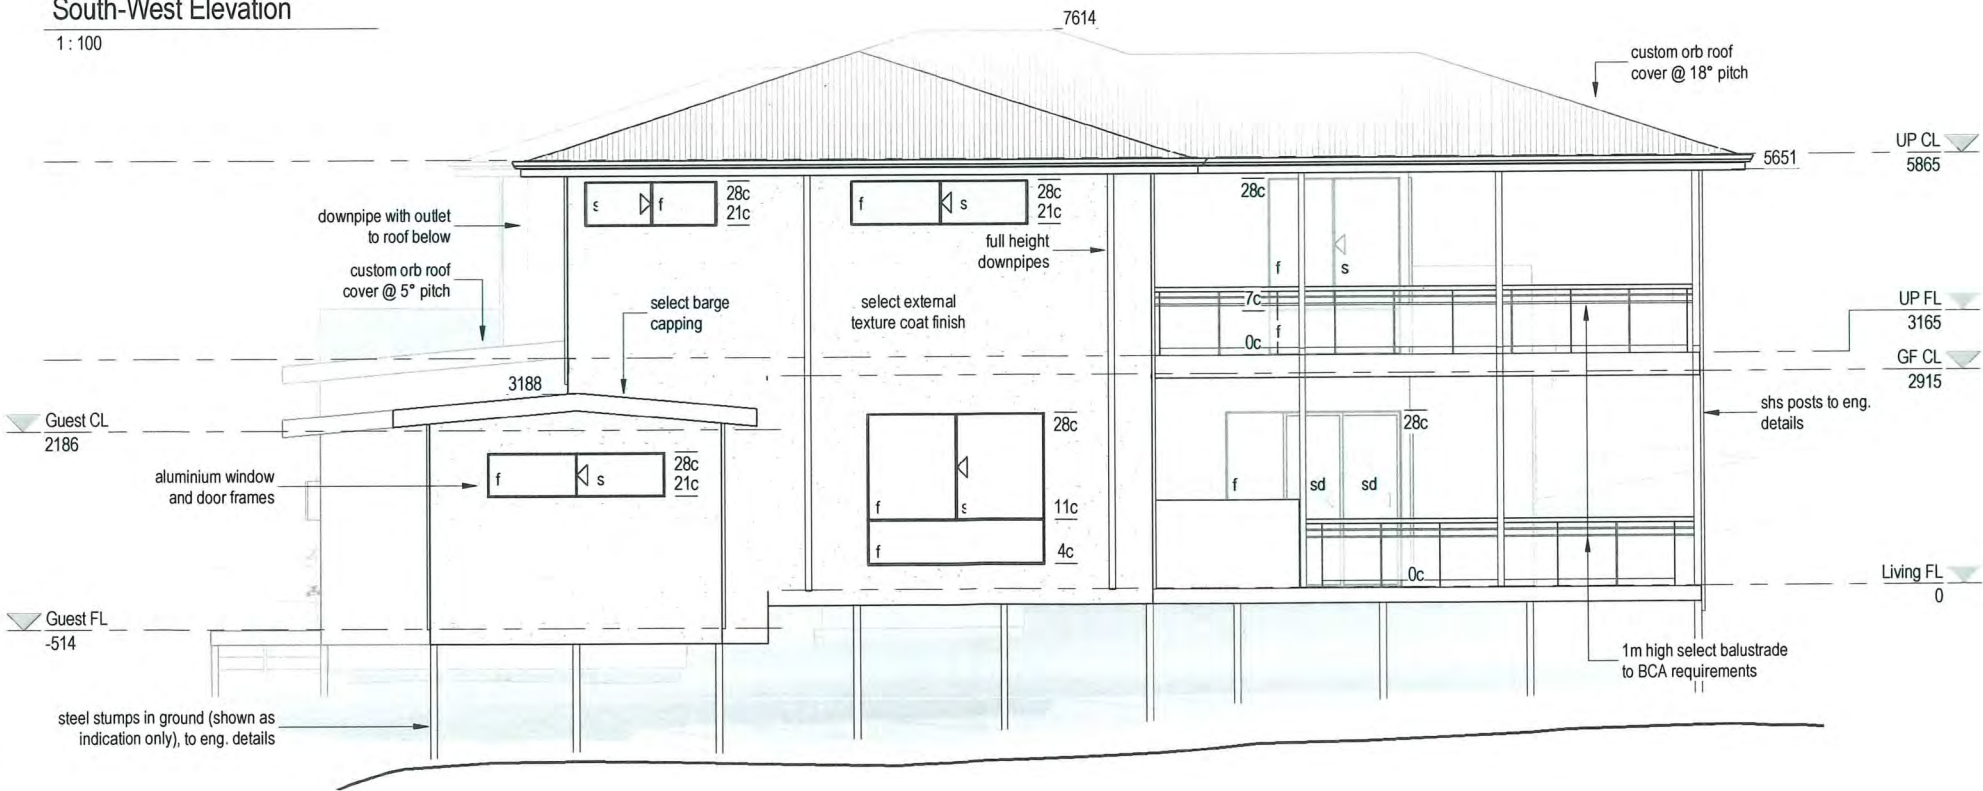 South-West Elevation
1 : 100
7614
custom orb roof
cover @ 18° pitch
UP CL
5865
5651
s
f
28c
21c
f
s
28c
21c
28c
downpipe with outlet
to roof below
full height
downpipes
f
s
custom orb roof
cover @ 5° pitch
select barge
capping
select external
texture coat finish
7c
f
0c
UP FL
3165
GF CL
2915
3188
Guest CL
2186
shs posts to eng.
details
28c
28c
aluminium window
and door frames
f
s
28c
21c
f
s
11c
f
4c
f
sd
sd
0c
Living FL
0
Guest FL
-514
1m high select balustrade
to BCA requirements
steel stumps in ground (shown as
indication only), to eng. details